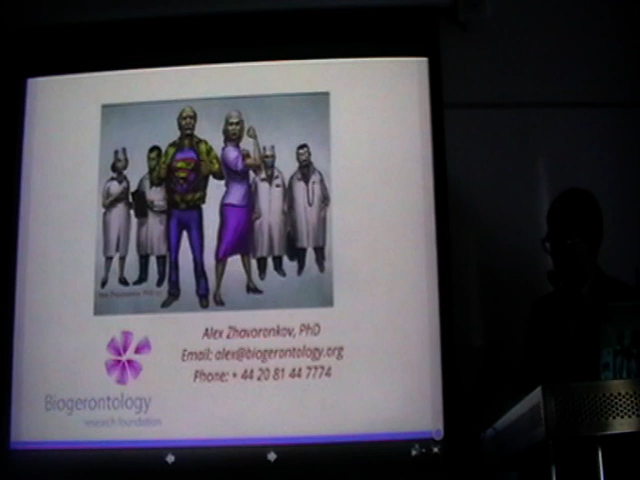 Alex Zhavoronkov, PhD
Email: alex@biogerontology.org
Phone: + 44 20 81 44 7774
Biogerontology
research foundation